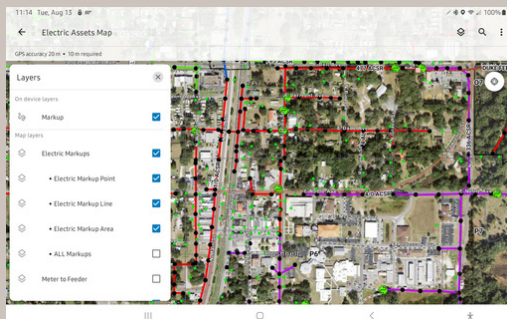 11:14 Tue, Aug 13
100%
Electric Assets Map
GPS accuracy 20 m • 10 m required
Layers
On device layers
Markup
Map layers
Electric Markups
• Electric Markup Point
• Electric Markup Line
• Electric Markup Area
• ALL Markups
Meter to Feeder
4/0 ACSR
P6